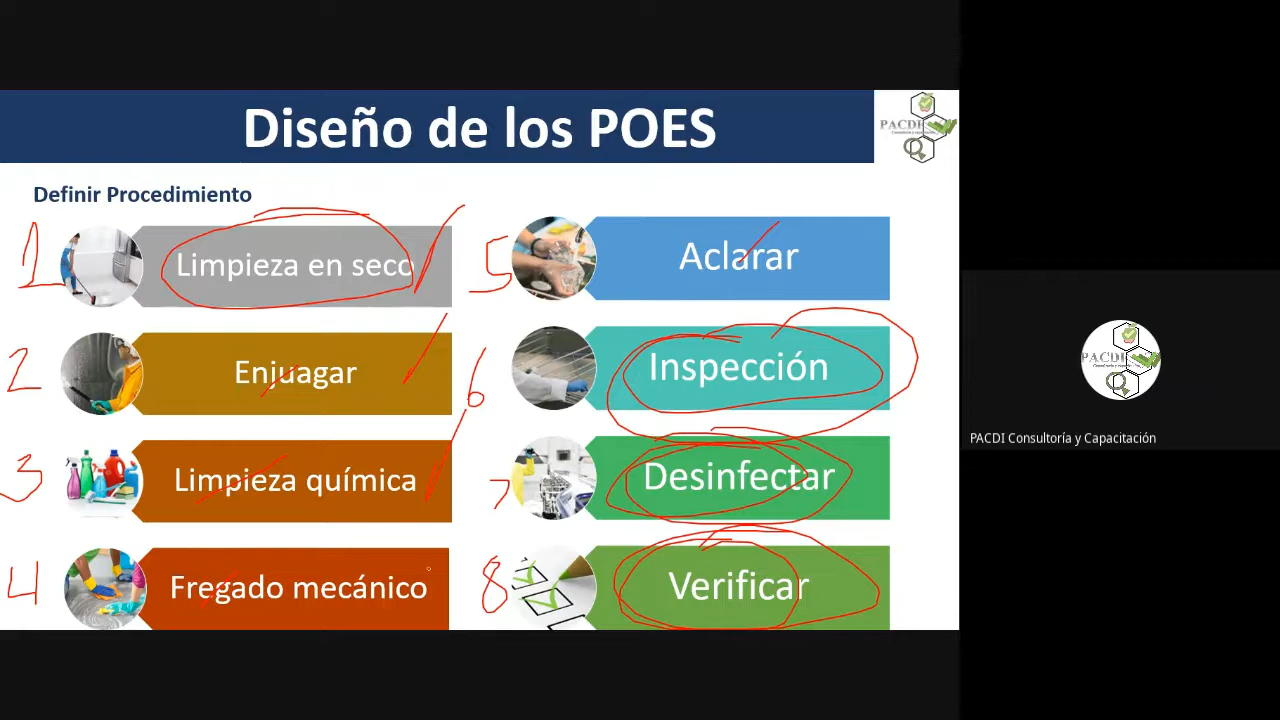 Diseño de los POES
PACDI
Definir Procedimiento
1 Limpieza en seco
2 Enjuagar
3 Limpieza química
4 Fregado mecánico
5 Aclarar
6 Inspección
7 Desinfectar
8 Verificar
PACDI
PACDI Consultoría y Capacitación